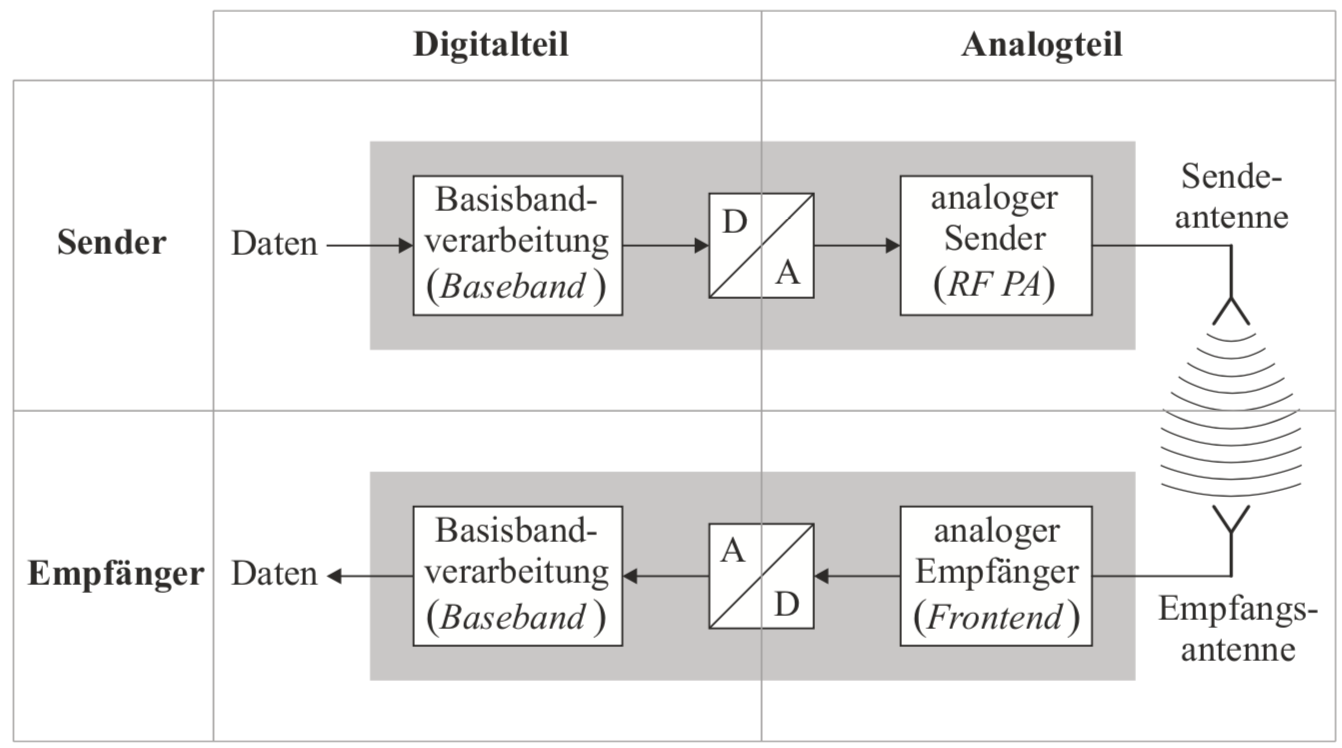 Digitalteil
Analogteil
Sender
Daten
Basisband-
verarbeitung
(Baseband)
D
A
analoger
Sender
(RF PA)
Sende-
antenne
Empfänger
Daten
Basisband-
verarbeitung
(Baseband)
A
D
analoger
Empfänger
(Frontend)
Empfangs-
antenne